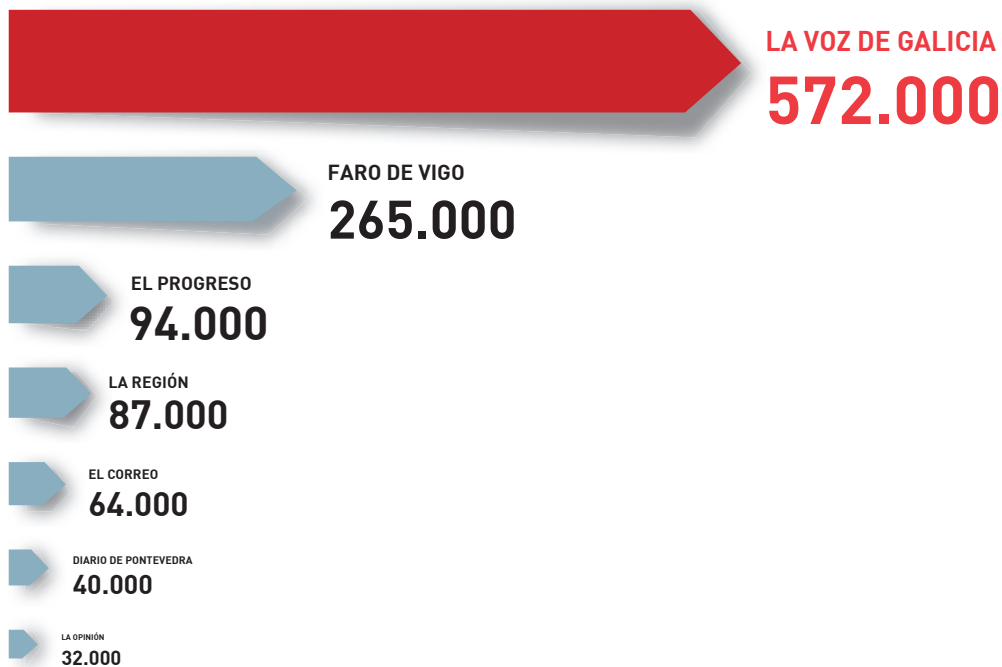 LA VOZ DE GALICIA
572.000
FARO DE VIGO
265.000
EL PROGRESO
94.000
LA REGIÓN
87.000
EL CORREO
64.000
DIARIO DE PONTEVEDRA
40.000
LA OPINIÓN
32.000